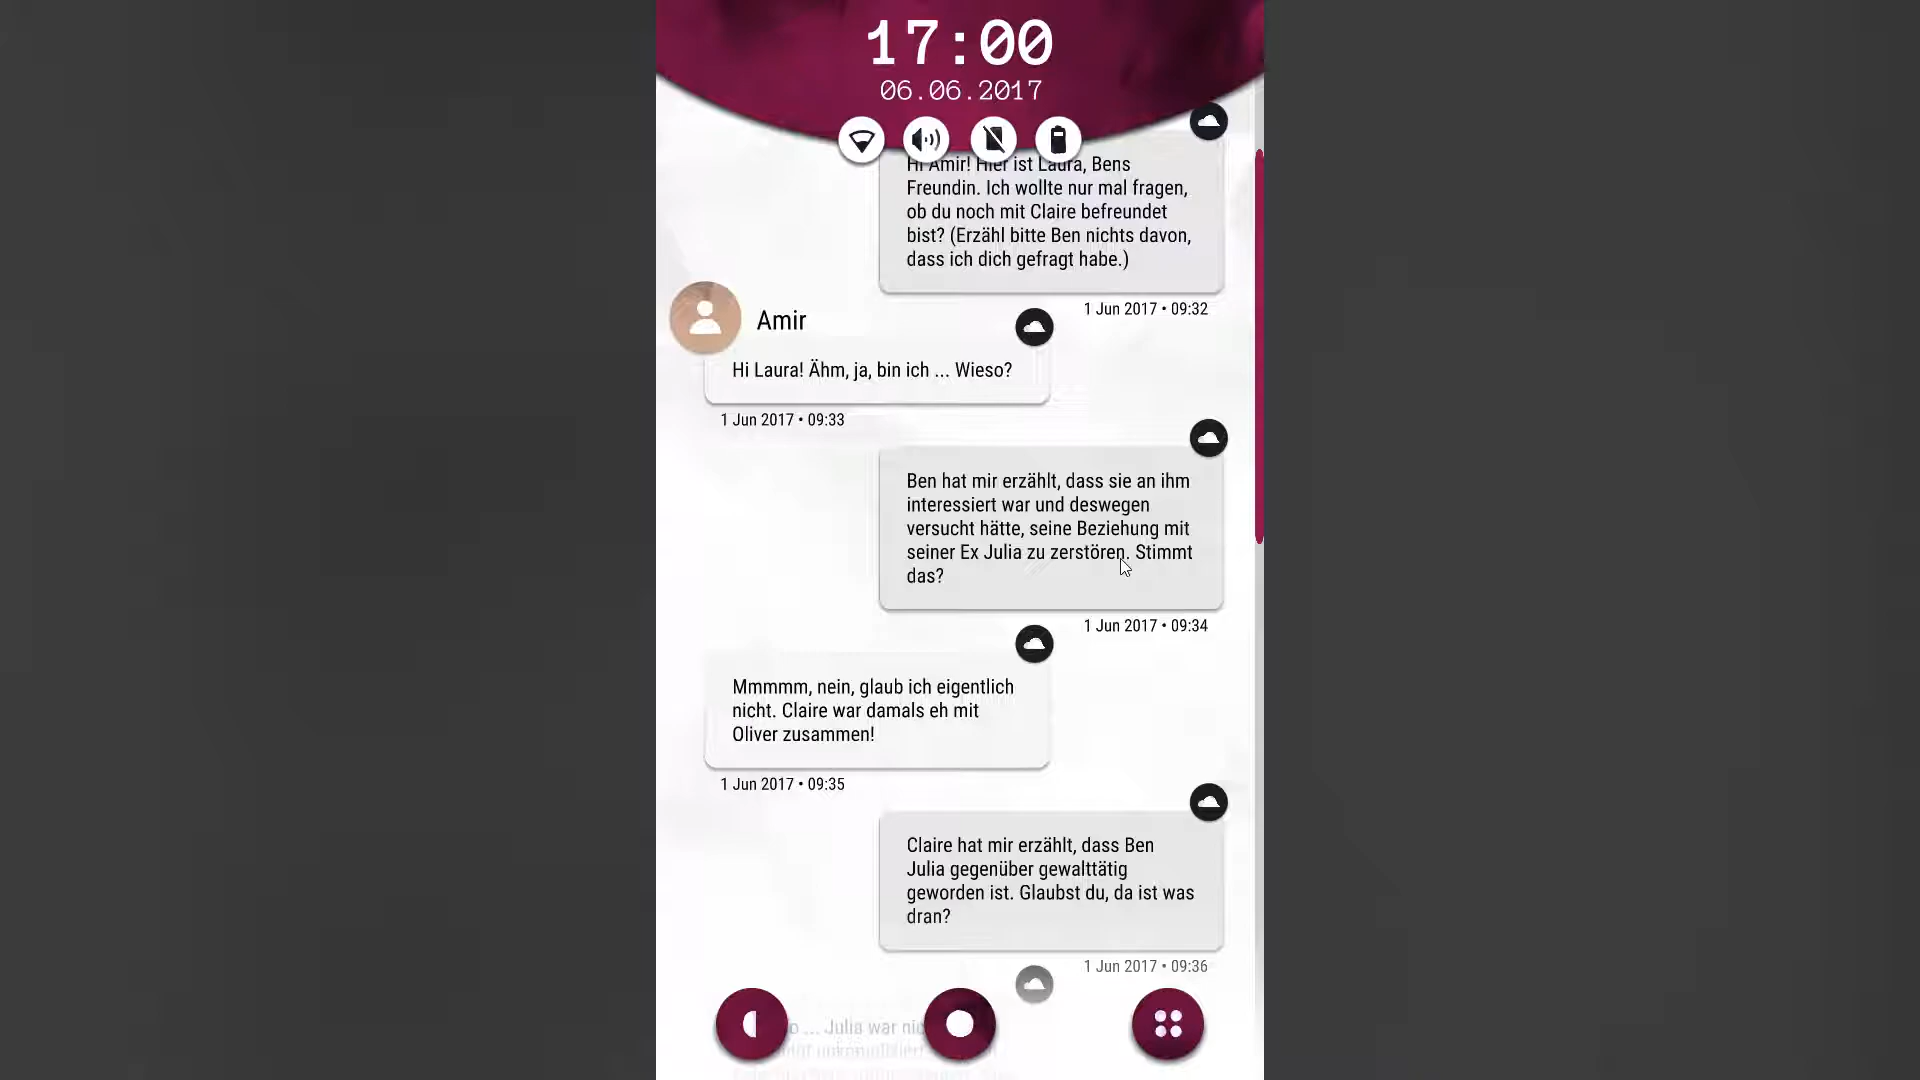 17:00
06.06.2017
Hi Amir! Hier ist Laura, Bens
Freundin. Ich wollte nur mal fragen,
ob du noch mit Claire befreundet
bist? (Erzähl bitte Ben nichts davon,
dass ich dich gefragt habe.)
1 Jun 2017 • 09:32
Amir
Hi Laura! Ähm, ja, bin ich ... Wieso?
1 Jun 2017 • 09:33
Ben hat mir erzählt, dass sie an ihm
interessiert war und deswegen
versucht hätte, seine Beziehung mit
seiner Ex Julia zu zerstören. Stimmt
das?
1 Jun 2017 • 09:34
Mmmmm, nein, glaub ich eigentlich
nicht. Claire war damals eh mit
Oliver zusammen!
1 Jun 2017 • 09:35
Claire hat mir erzählt, dass Ben
Julia gegenüber gewalttätig
geworden ist. Glaubst du, da ist was
dran?
1 Jun 2017 • 09:36
... Julia war